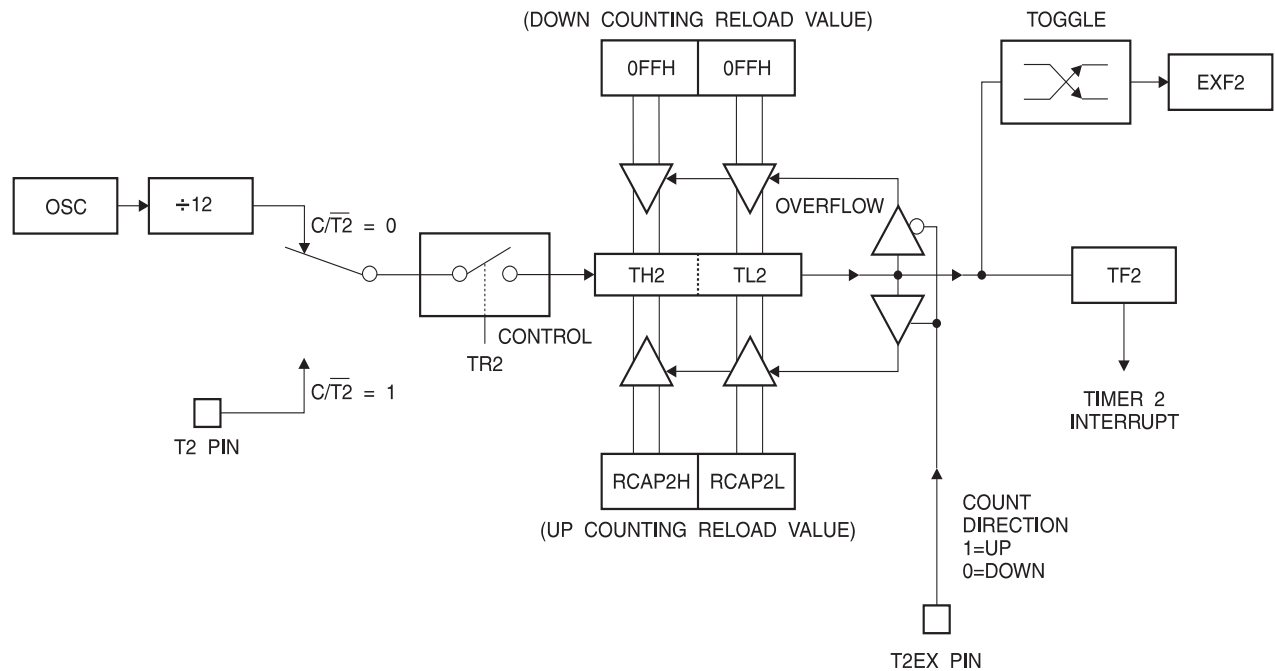 (DOWN COUNTING RELOAD VALUE)
TOGGLE
0FFH
0FFH
EXF2
OSC
÷12
OVERFLOW
C/T2̅ = 0
TH2
TL2
TF2
CONTROL
TR2
C/T2̅ = 1
T2 PIN
TIMER 2
INTERRUPT
RCAP2H
RCAP2L
(UP COUNTING RELOAD VALUE)
COUNT
DIRECTION
1=UP
0=DOWN
T2EX PIN